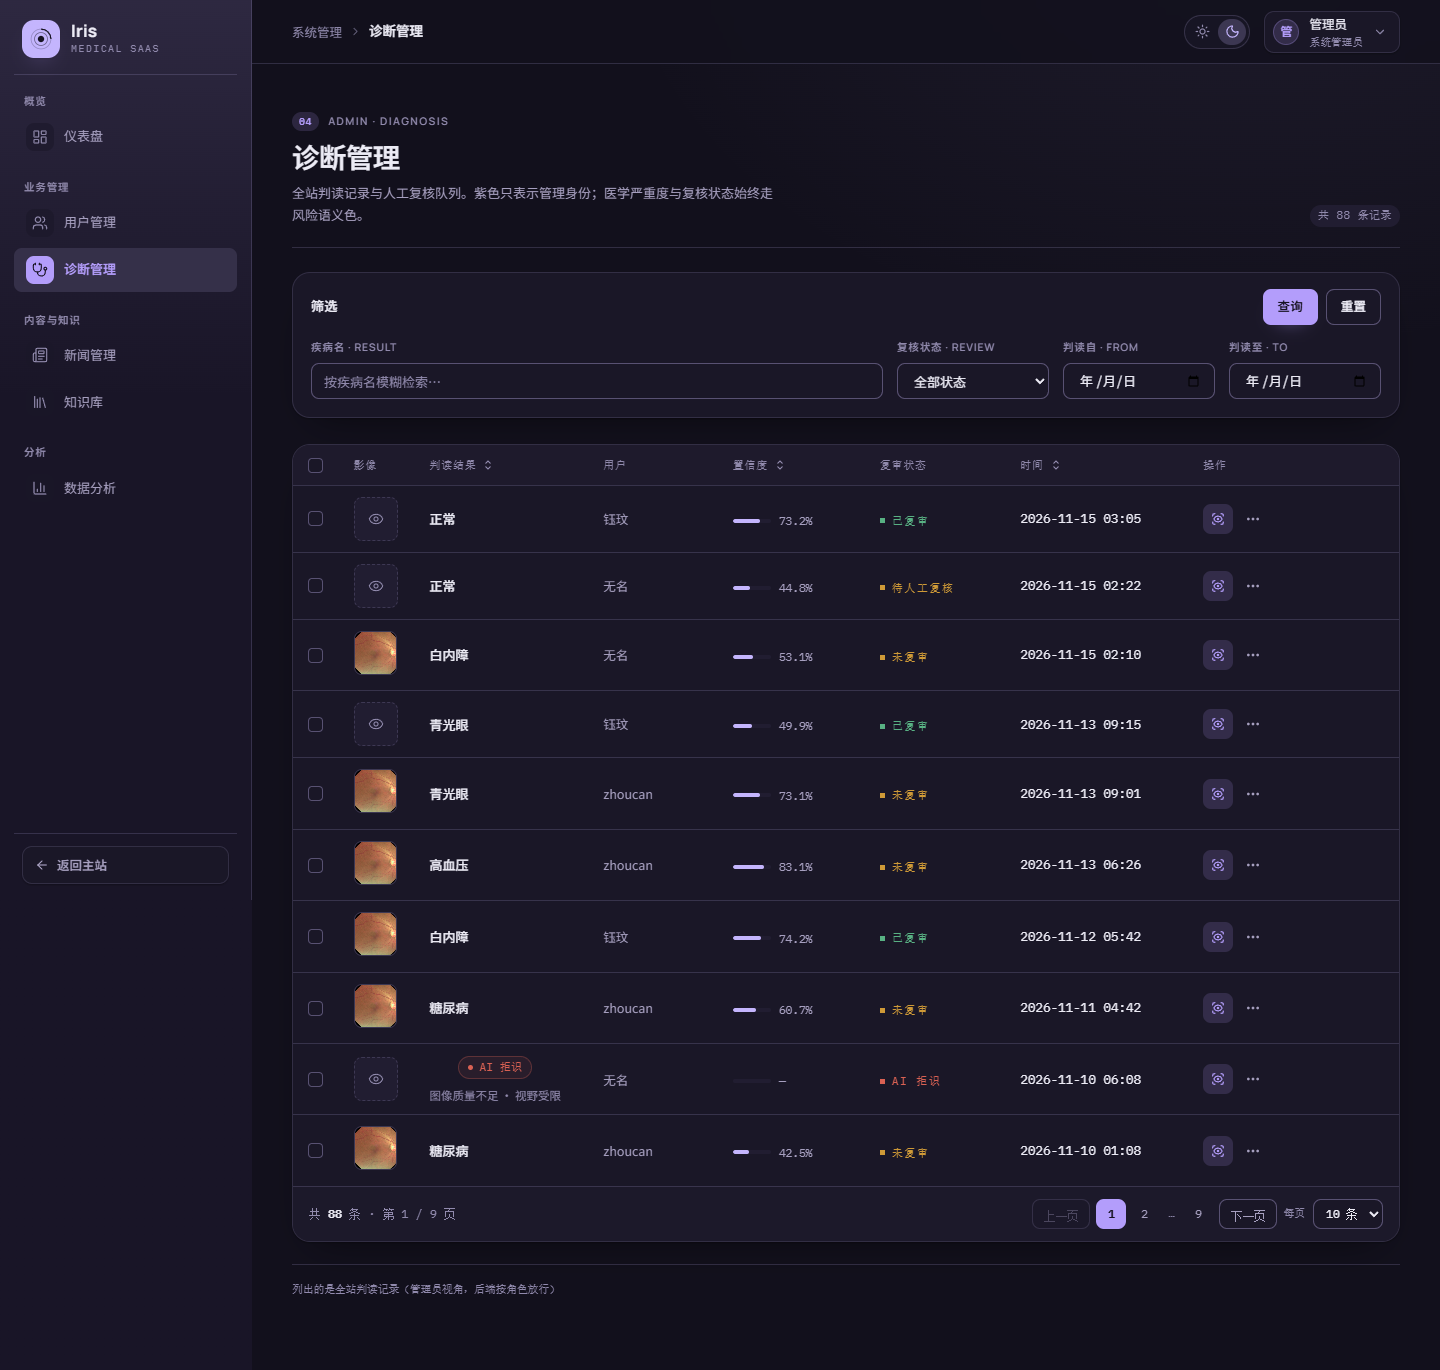 Iris
MEDICAL SAAS
概览
仪表盘
业务管理
用户管理
诊断管理
内容与知识
新闻管理
知识库
分析
数据分析
返回主站
系统管理 > 诊断管理
管 管理员
系统管理员
04 ADMIN · DIAGNOSIS
诊断管理
全站判读记录与人工复核队列。紫色只表示管理身份；医学严重度与复核状态始终走
风险语义色。
共 88 条记录
筛选
查询 重置
疾病名 · RESULT 复核状态 · REVIEW 判读自 · FROM 判读至 · TO
按疾病名模糊检索… 全部状态 年 /月/日 年 /月/日
影像 判读结果 用户 置信度 复审状态 时间 操作
正常 钰玟 73.2% 已复审 2026-11-15 03:05
正常 无名 44.8% 待人工复核 2026-11-15 02:22
白内障 无名 53.1% 未复审 2026-11-15 02:10
青光眼 钰玟 49.9% 已复审 2026-11-13 09:15
青光眼 zhoucan 73.1% 未复审 2026-11-13 09:01
高血压 zhoucan 83.1% 未复审 2026-11-13 06:26
白内障 钰玟 74.2% 已复审 2026-11-12 05:42
糖尿病 zhoucan 60.7% 未复审 2026-11-11 04:42
AI 拒识
图像质量不足 · 视野受限 无名 — AI 拒识 2026-11-10 06:08
糖尿病 zhoucan 42.5% 未复审 2026-11-10 01:08
共 88 条 · 第 1 / 9 页 上一页 1 2 … 9 下一页 每页 10 条
列出的是全站判读记录（管理员视角，后端按角色放行）